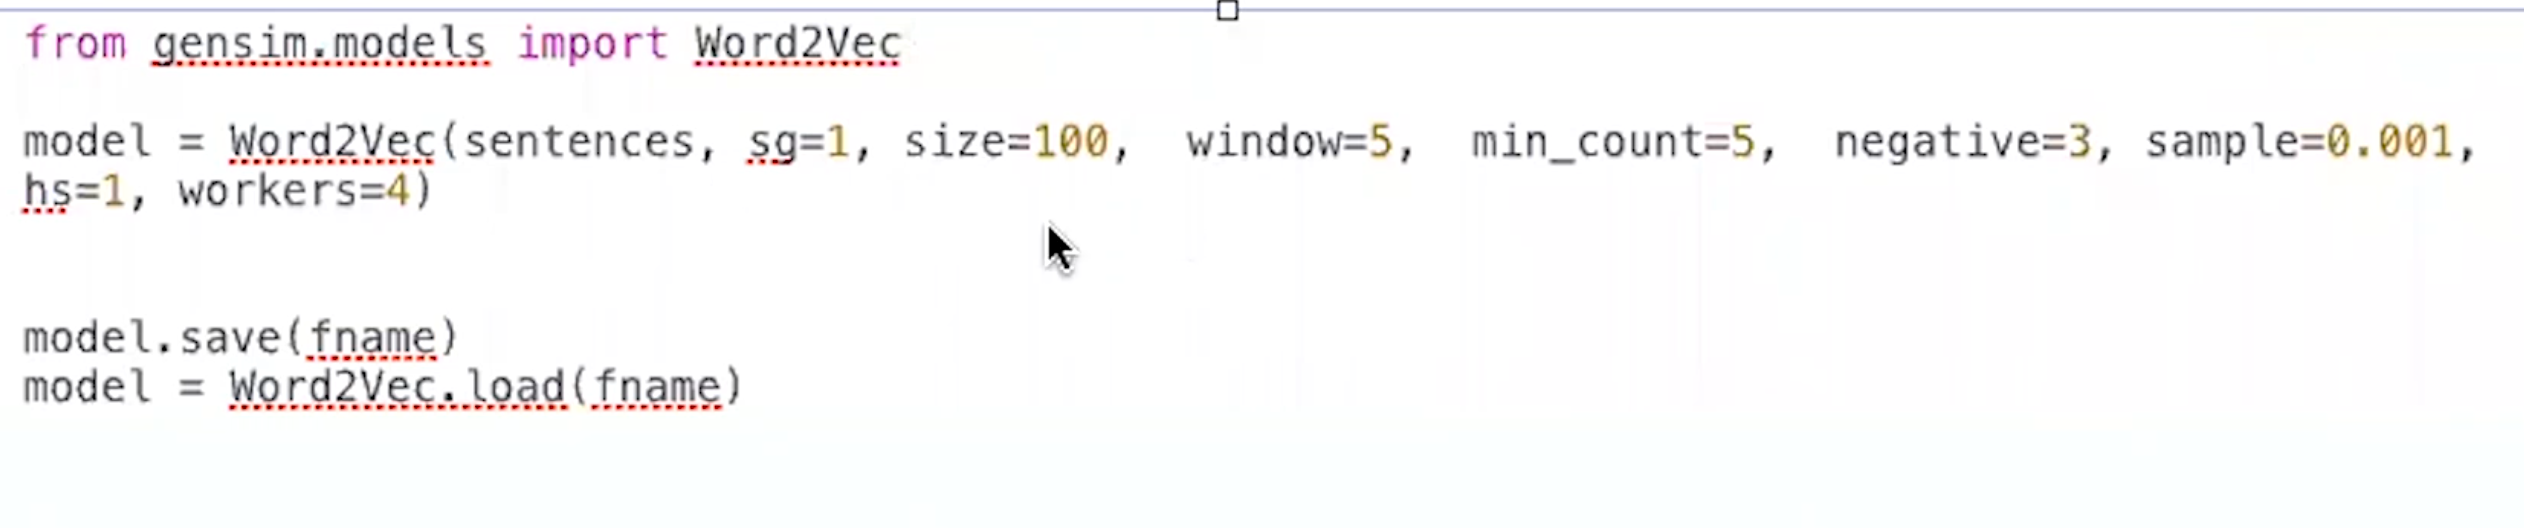 from gensim.models import Word2Vec
model = Word2Vec(sentences, sg=1, size=100,  window=5,  min_count=5,  negative=3, sample=0.001,
hs=1, workers=4)
model.save(fname)
model = Word2Vec.load(fname)